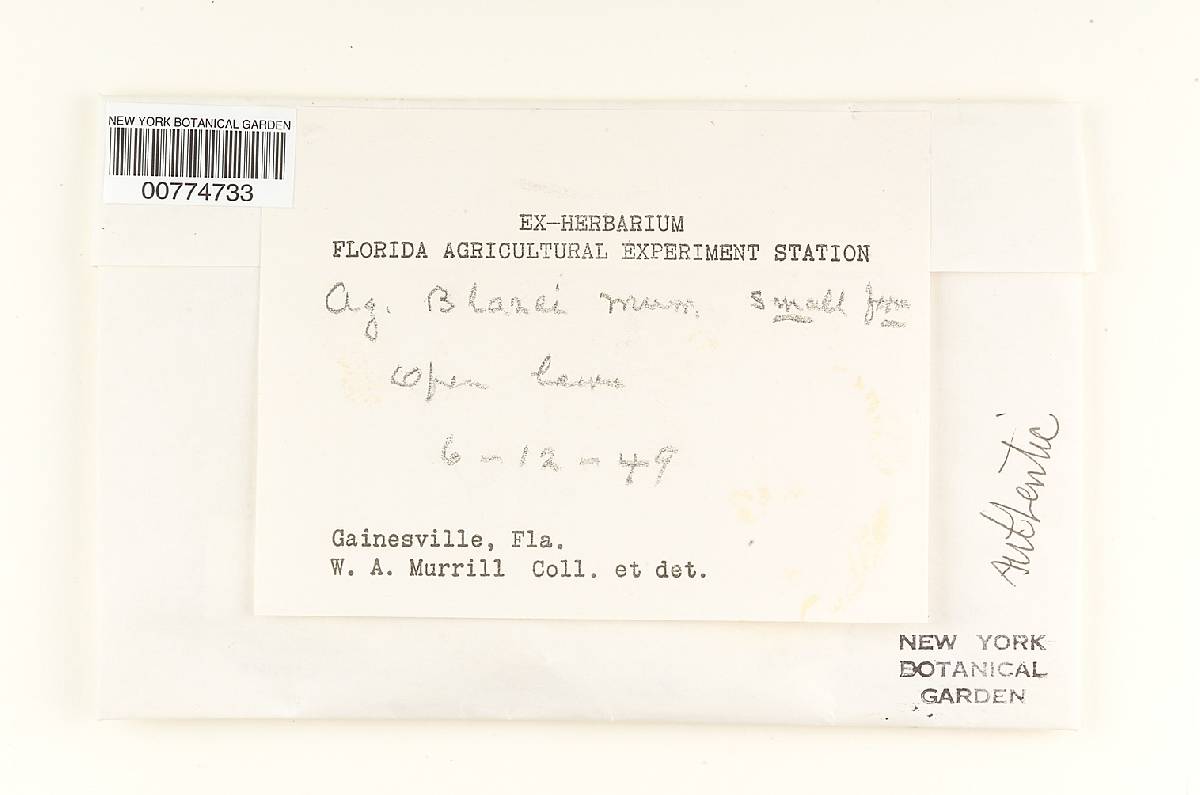 NEW YORK BOTANICAL GARDEN
00774733
EX-HERBARIUM
FLORIDA AGRICULTURAL EXPERIMENT STATION
Ag. Blazei Murr. small frm
Open lawn
6-12-49
Gainesville, Fla.
W. A. Murrill Coll. et det.
authentic
NEW YORK
BOTANICAL
GARDEN